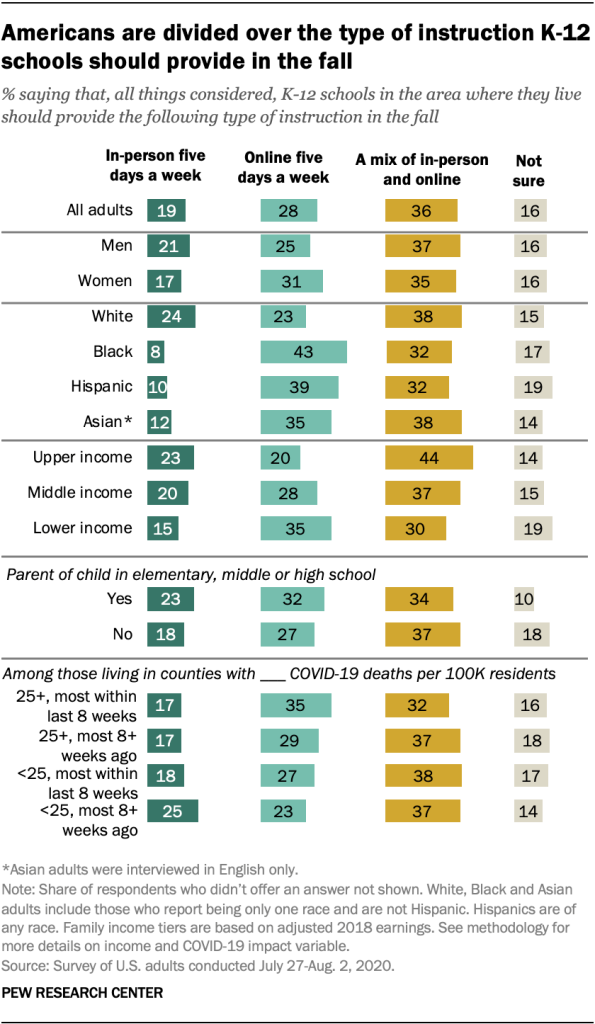 Americans are divided over the type of instruction K-12
schools should provide in the fall
% saying that, all things considered, K-12 schools in the area where they live
should provide the following type of instruction in the fall
In-person five
days a week
Online five
days a week
A mix of in-person
and online
Not
sure
All adults 19 28 36 16
Men 21 25 37 16
Women 17 31 35 16
White 24 23 38 15
Black 8 43 32 17
Hispanic 10 39 32 19
Asian* 12 35 38 14
Upper income 23 20 44 14
Middle income 20 28 37 15
Lower income 15 35 30 19
Parent of child in elementary, middle or high school
Yes 23 32 34 10
No 18 27 37 18
Among those living in counties with ___ COVID-19 deaths per 100K residents
25+, most within
last 8 weeks
17 35 32 16
25+, most 8+
weeks ago
17 29 37 18
<25, most within
last 8 weeks
18 27 38 17
<25, most 8+
weeks ago
25 23 37 14
*Asian adults were interviewed in English only.
Note: Share of respondents who didn't offer an answer not shown. White, Black and Asian
adults include those who report being only one race and are not Hispanic. Hispanics are of
any race. Family income tiers are based on adjusted 2018 earnings. See methodology for
more details on income and COVID-19 impact variable.
Source: Survey of U.S. adults conducted July 27-Aug. 2, 2020.
PEW RESEARCH CENTER